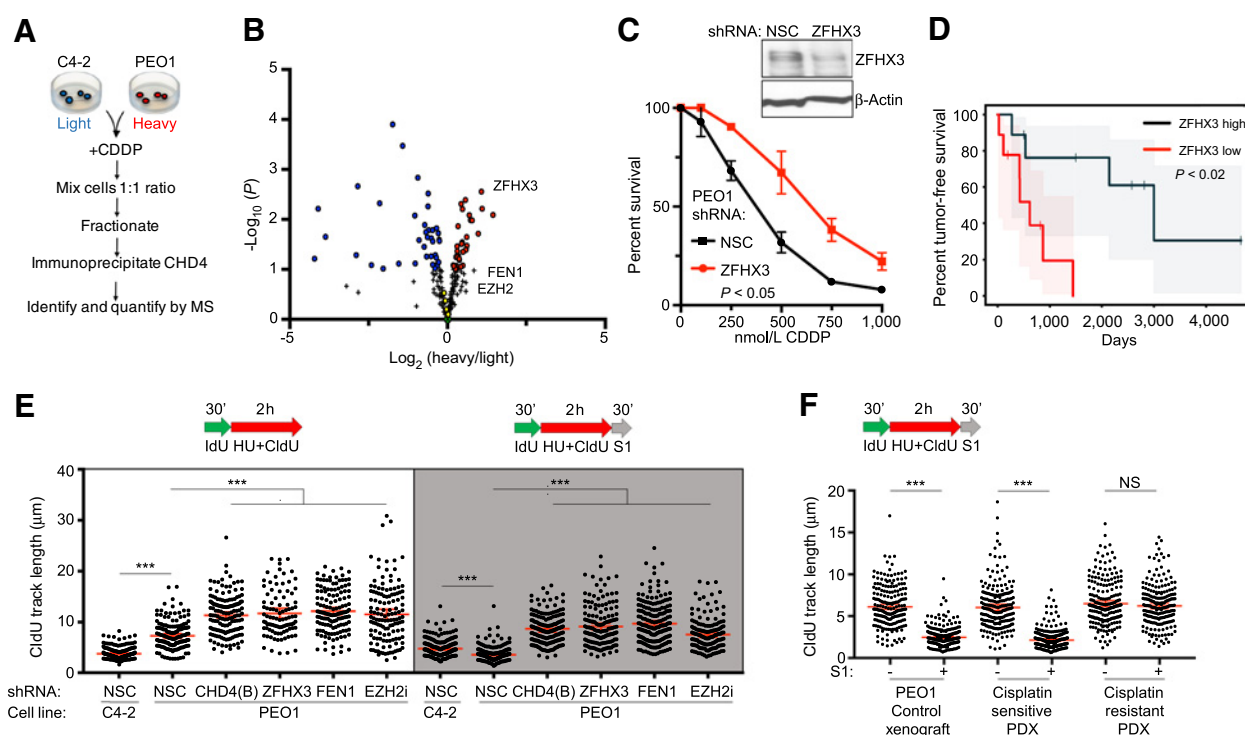 A
C4-2 PEO1
Light Heavy
+CDDP
Mix cells 1:1 ratio
Fractionate
Immunoprecipitate CHD4
Identify and quantify by MS
B
5
4
3
2
1
0
-Log10 (P)
ZFHX3
FEN1
EZH2
-5 0 5
Log2 (heavy/light)
C
shRNA: NSC ZFHX3
ZFHX3
β-Actin
100
50
0
Percent survival
PEO1
shRNA:
NSC
ZFHX3
P < 0.05
0 250 500 750 1,000
nmol/L CDDP
D
100
80
60
40
20
0
Percent tumor-free survival
ZFHX3 high
ZFHX3 low
P < 0.02
0 1,000 2,000 3,000 4,000
Days
E
30’ 2h
IdU HU+CldU
30’ 2h 30’
IdU HU+CldU S1
40
30
20
10
0
CldU track length (μm)
***
***
***
***
shRNA: NSC NSC CHD4(B) ZFHX3 FEN1 EZH2i NSC NSC CHD4(B) ZFHX3 FEN1 EZH2i
Cell line: C4-2 PEO1 C4-2 PEO1
F
30’ 2h 30’
IdU HU+CldU S1
20
15
10
5
0
CldU track length (μm)
*** *** NS
S1: - + - + - +
PEO1 Cisplatin Cisplatin
Control sensitive resistant
xenograft PDX PDX